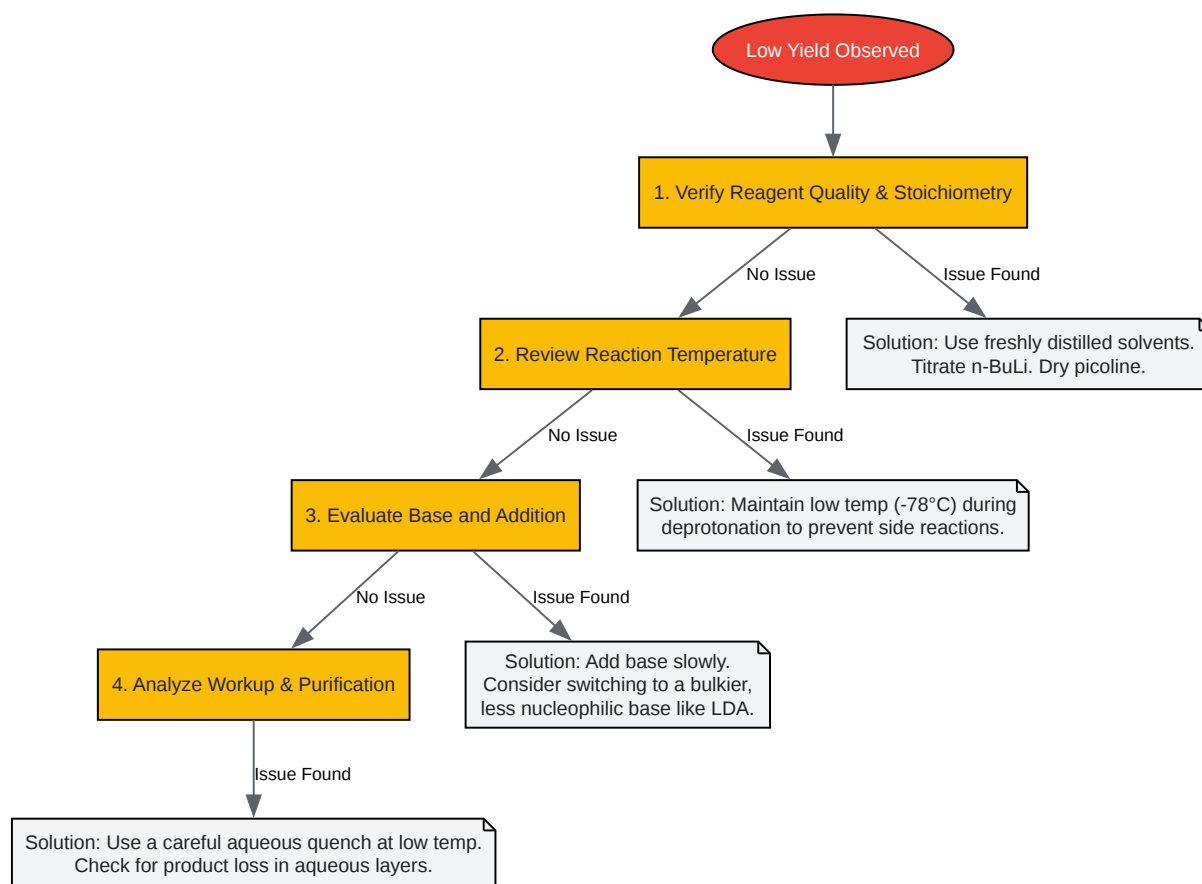 Low Yield Observed
1. Verify Reagent Quality & Stoichiometry
No Issue
Issue Found
2. Review Reaction Temperature
Solution: Use freshly distilled solvents.
Titrate n-BuLi. Dry picoline.
No Issue
Issue Found
3. Evaluate Base and Addition
Solution: Maintain low temp (-78°C) during
deprotonation to prevent side reactions.
No Issue
Issue Found
4. Analyze Workup & Purification
Solution: Add base slowly.
Consider switching to a bulkier,
less nucleophilic base like LDA.
Issue Found
Solution: Use a careful aqueous quench at low temp.
Check for product loss in aqueous layers.